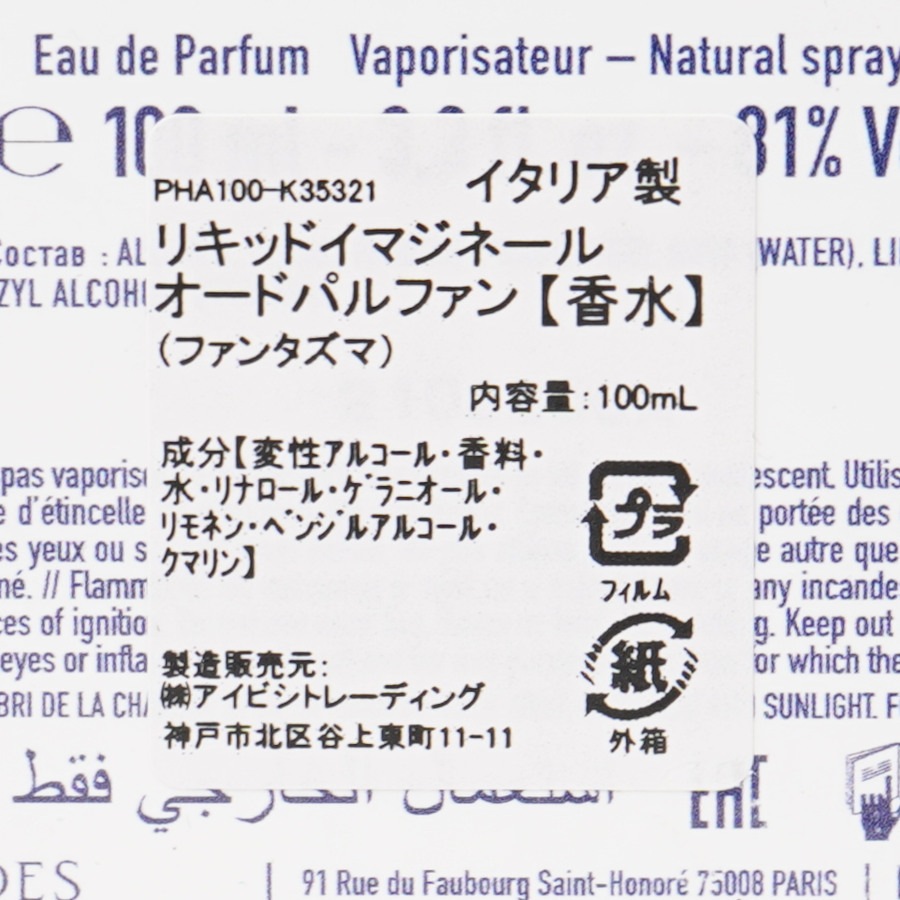 Eau de Parfum Vaporisateur – Natural spray
℮ 100 ml 31% V
PHA100-K35321 イタリア製
リキッドイマジネール
オードパルファン【香水】
(ファンタズマ)
内容量:100mL
Состав : AL (WATER), LI
ZYL ALCOHO
成分【変性アルコール・香料・
水・リナロール・ゲラニオール・
リモネン・ベンジルアルコール・
クマリン】
プラ
フィルム
紙
外箱
製造販売元:
㈱アイビシトレーディング
神戸市北区谷上東町11-11
pas vaporis escent. Utilis
e d'étincelle portée des
es yeux ou s e autre que
né. // Flamm any incande
ces of ignitio g. Keep out
eyes or infla or which the
BRI DE LA CHA SUNLIGHT. F
فقط
EAC
DES
91 Rue du Faubourg Saint-Honoré 75008 PARIS